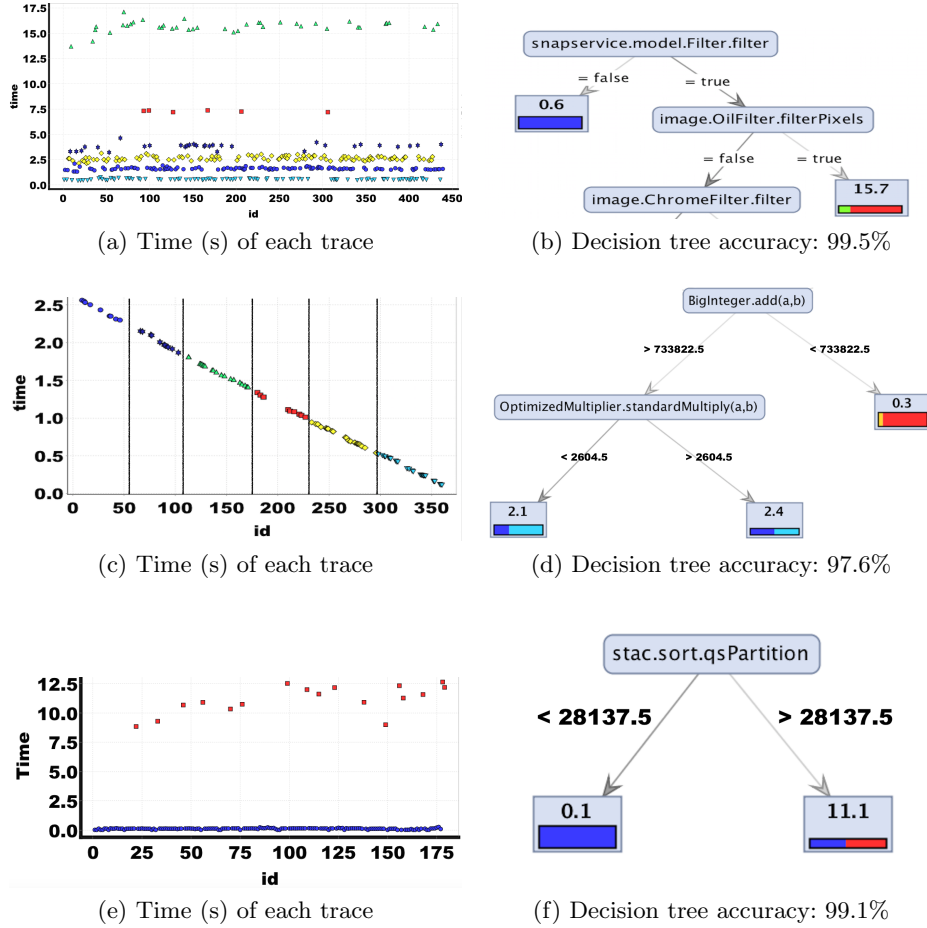 17.5
15.0
12.5
10.0
7.5
5.0
2.5
0.0
time
0 50 100 150 200 250 300 350 400 450
id
snapservice.model.Filter.filter
= false
= true
0.6
image.OilFilter.filterPixels
= false
= true
image.ChromeFilter.filter
15.7
(a) Time (s) of each trace
(b) Decision tree accuracy: 99.5%
2.5
2.0
1.5
1.0
0.5
0.0
time
0 50 100 150 200 250 300 350
id
BigInteger.add(a,b)
> 733822.5
< 733822.5
OptimizedMultiplier.standardMultiply(a,b)
0.3
< 2604.5
> 2604.5
2.1
2.4
(c) Time (s) of each trace
(d) Decision tree accuracy: 97.6%
12.5
10.0
7.5
5.0
2.5
0.0
Time
0 25 50 75 100 125 150 175
id
stac.sort.qsPartition
< 28137.5
> 28137.5
0.1
11.1
(e) Time (s) of each trace
(f) Decision tree accuracy: 99.1%